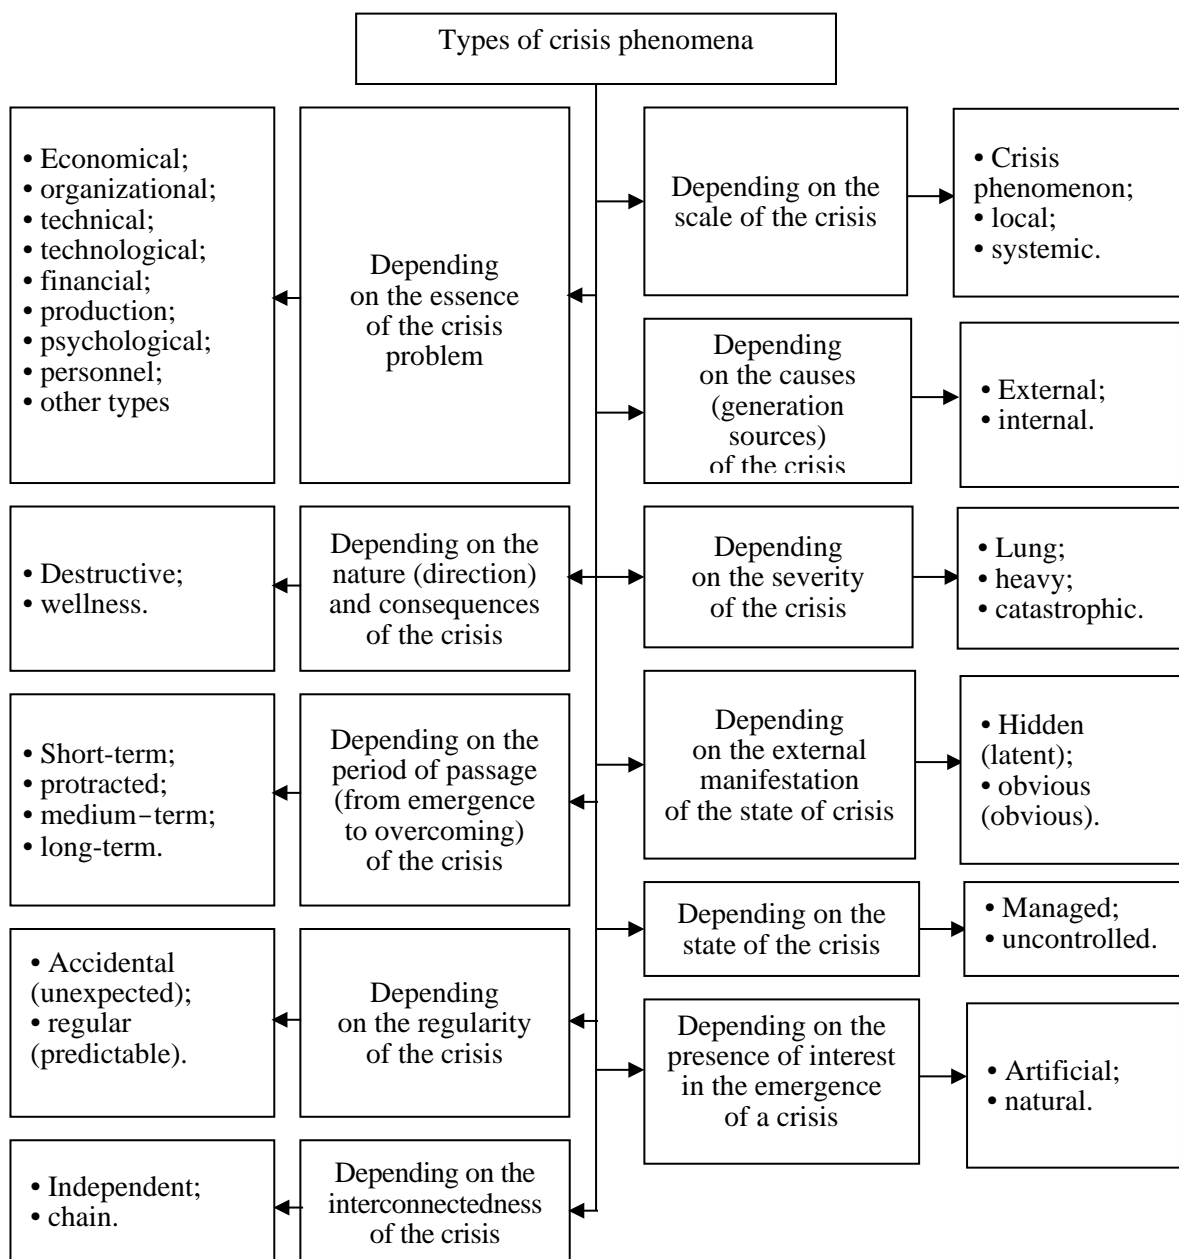 Types of crisis phenomena
• Economical;
• organizational;
• technical;
• technological;
• financial;
• production;
• psychological;
• personnel;
• other types
Depending
on the essence
of the crisis
problem
Depending on the
scale of the crisis
• Crisis
phenomenon;
• local;
• systemic.
Depending
on the causes
(generation
sources)
of the crisis
• External;
• internal.
• Destructive;
• wellness.
Depending on the
nature (direction)
and consequences
of the crisis
Depending
on the severity
of the crisis
• Lung;
• heavy;
• catastrophic.
• Short-term;
• protracted;
• medium–term;
• long-term.
Depending on the
period of passage
(from emergence
to overcoming)
of the crisis
Depending
on the external
manifestation
of the state of crisis
• Hidden
(latent);
• obvious
(obvious).
Depending on the
state of the crisis
• Managed;
• uncontrolled.
• Accidental
(unexpected);
• regular
(predictable).
Depending
on the regularity
of the crisis
Depending on the
presence of interest
in the emergence
of a crisis
• Artificial;
• natural.
• Independent;
• chain.
Depending on the
interconnectedness
of the crisis